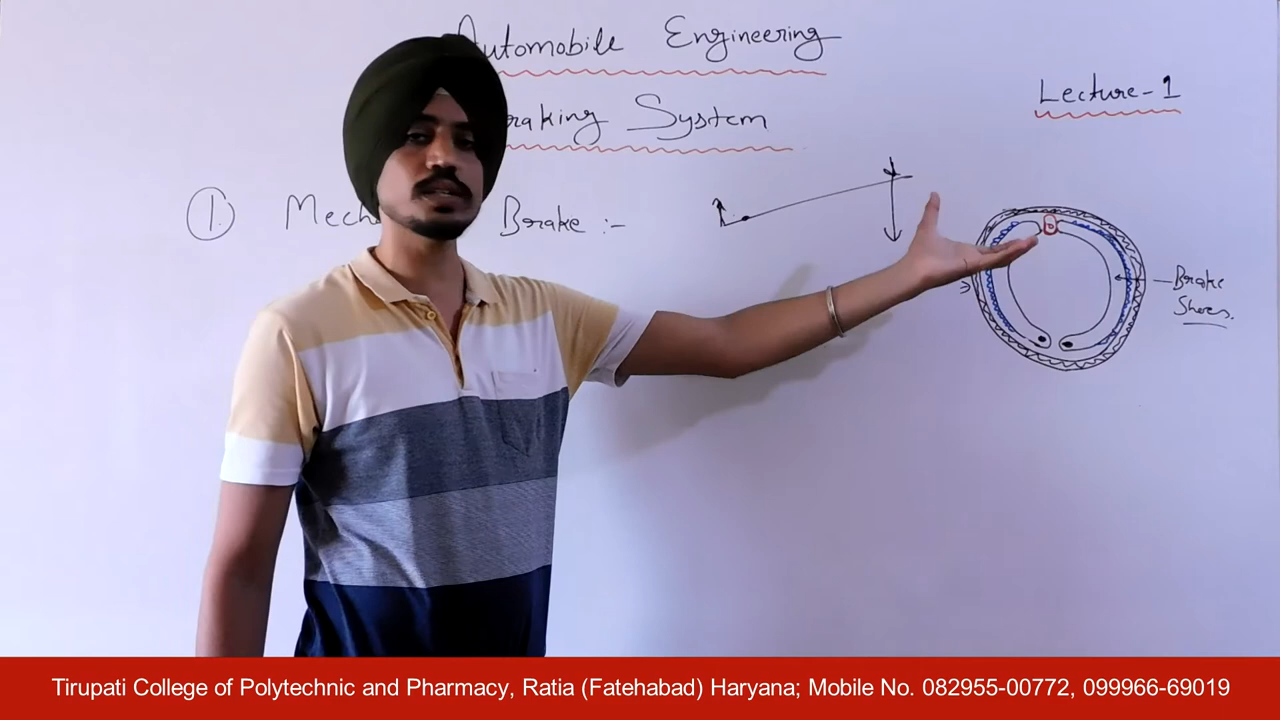 Automobile Engineering
Braking System
Lecture-1
1. Mech Brake :-
Brake
Shoes.
Tirupati College of Polytechnic and Pharmacy, Ratia (Fatehabad) Haryana; Mobile No. 082955-00772, 099966-69019